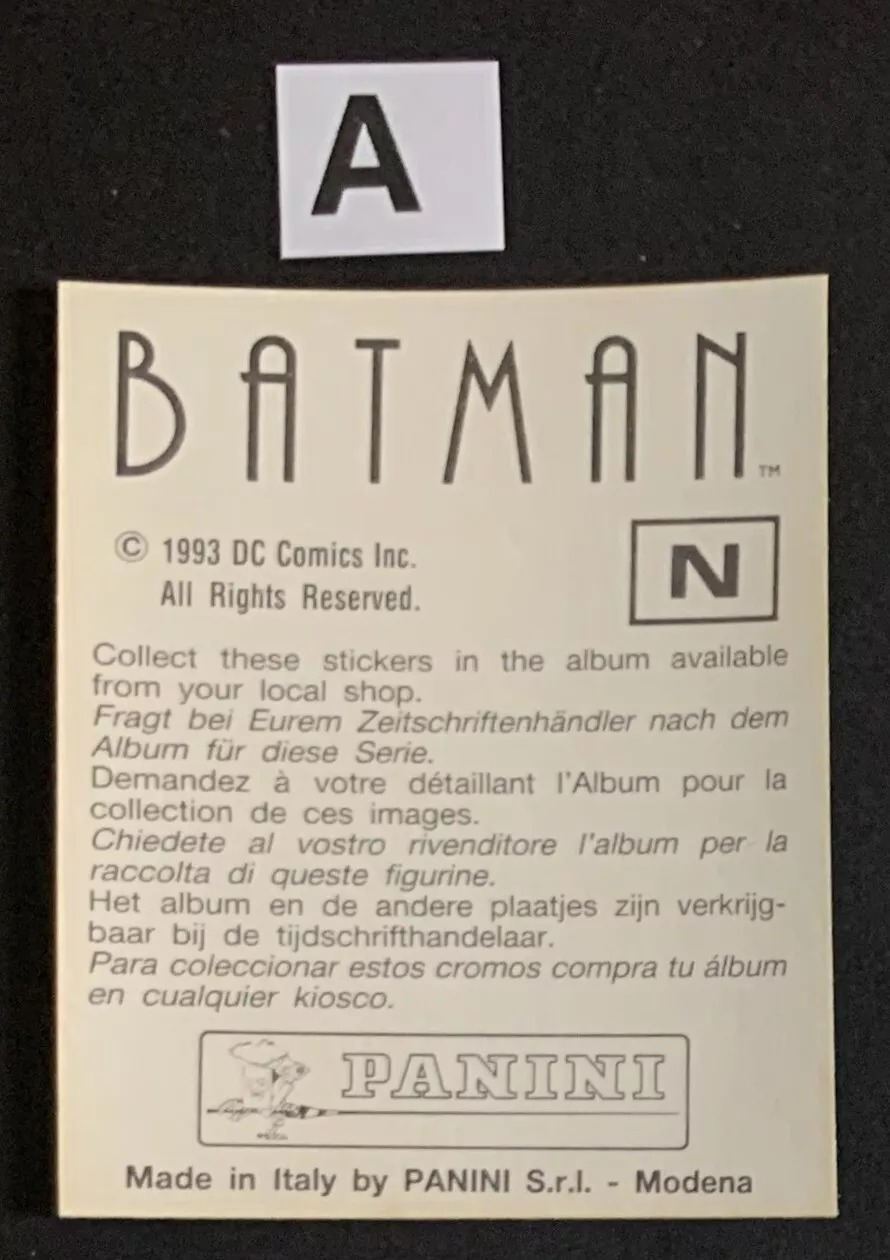 A
BATMAN™
© 1993 DC Comics Inc.
All Rights Reserved.
N
Collect these stickers in the album available
from your local shop.
Fragt bei Eurem Zeitschriftenhändler nach dem
Album für diese Serie.
Demandez à votre détaillant l'Album pour la
collection de ces images.
Chiedete al vostro rivenditore l'album per la
raccolta di queste figurine.
Het album en de andere plaatjes zijn verkrijg-
baar bij de tijdschrifthandelaar.
Para coleccionar estos cromos compra tu álbum
en cualquier kiosco.
PANINI
Made in Italy by PANINI S.r.l. - Modena